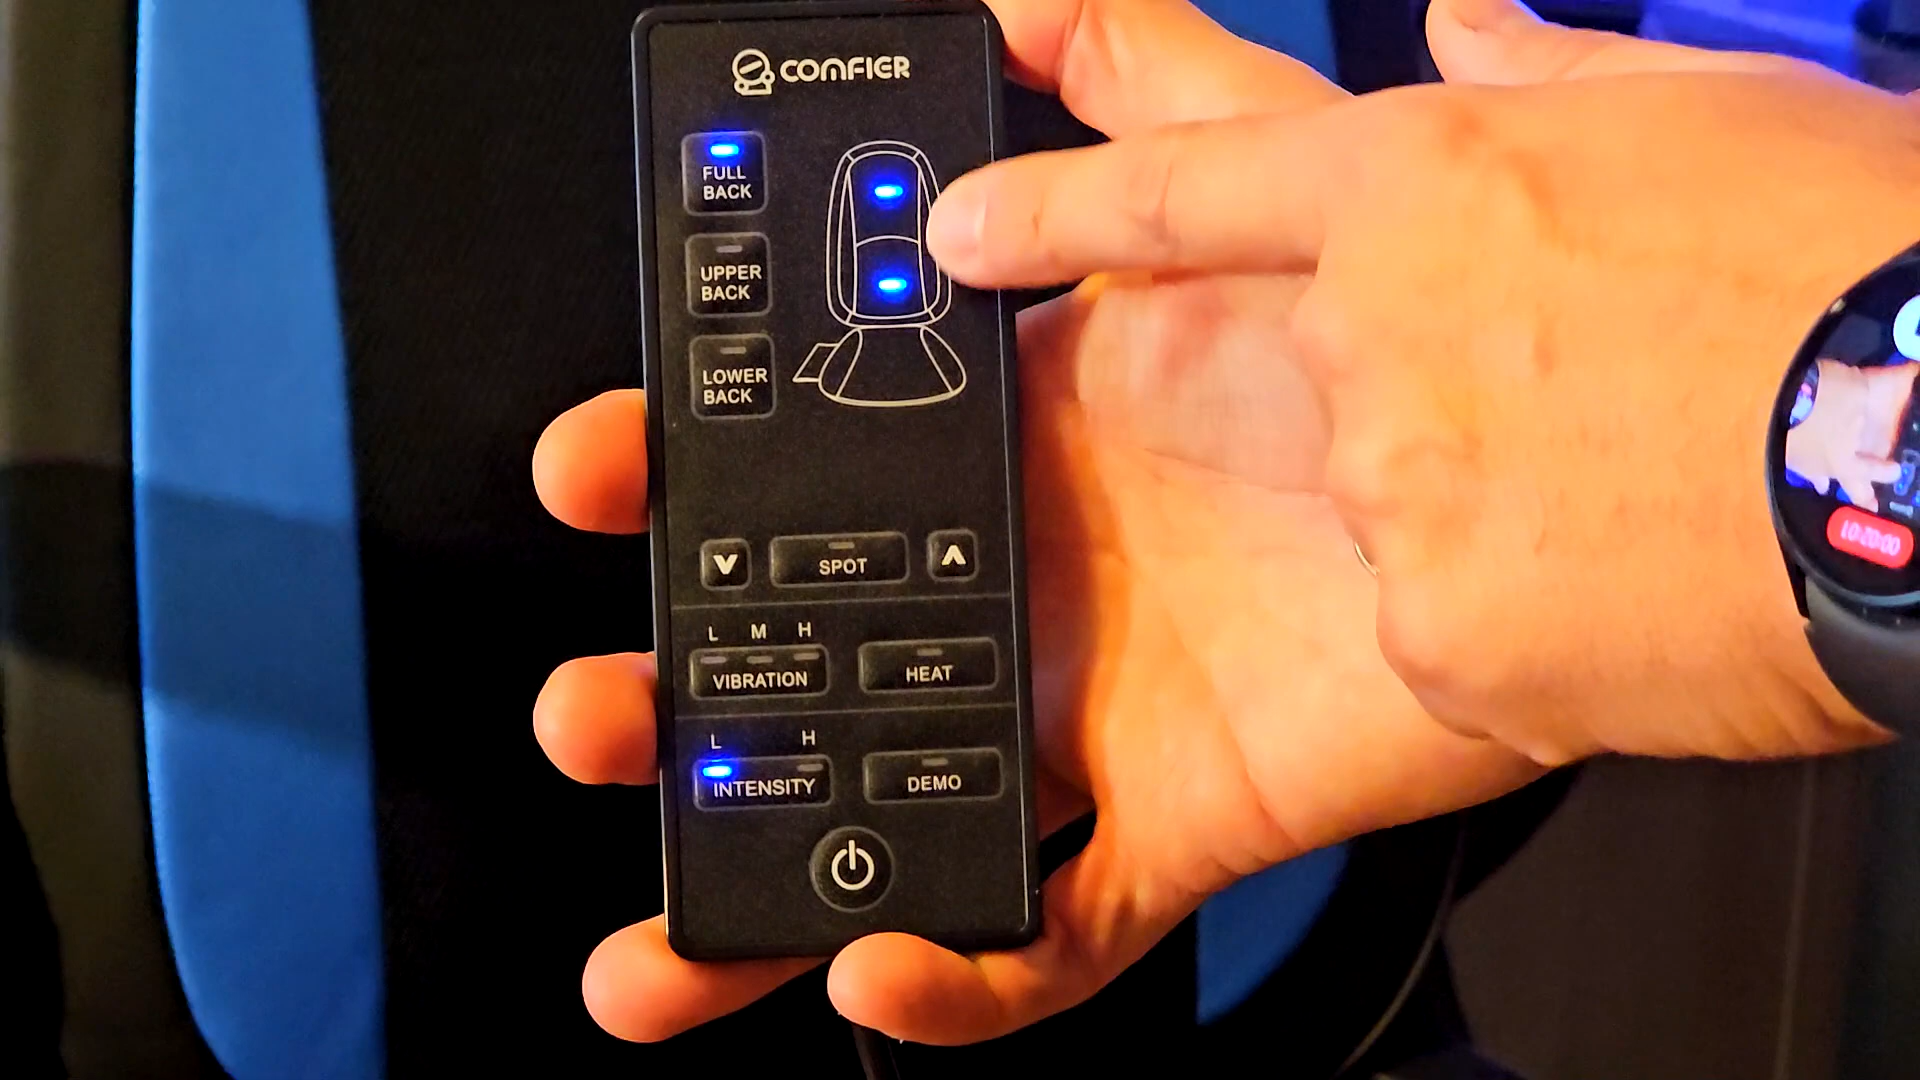 COMFIER
FULL
BACK
UPPER
BACK
LOWER
BACK
V
SPOT
Λ
L M H
VIBRATION
HEAT
L H
INTENSITY
DEMO